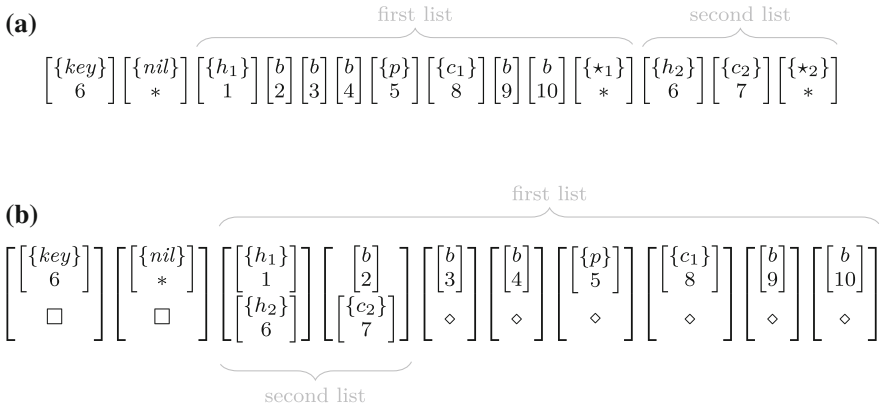 first list second list
(a)
[{key} 6] [{nil} *] [{h₁} 1] [b 2] [b 3] [b 4] [{p} 5] [{c₁} 8] [b 9] [b 10] [{⋆₁} *] [{h₂} 6] [{c₂} 7] [{⋆₂} *]
first list
(b)
[[{key} 6] □] [[{nil} *] □] [[{h₁} 1] [{h₂} 6]] [[b 2] [{c₂} 7]] [[b 3] ⋄] [[b 4] ⋄] [[{p} 5] ⋄] [[{c₁} 8] ⋄] [[b 9] ⋄] [[b 10] ⋄]
second list